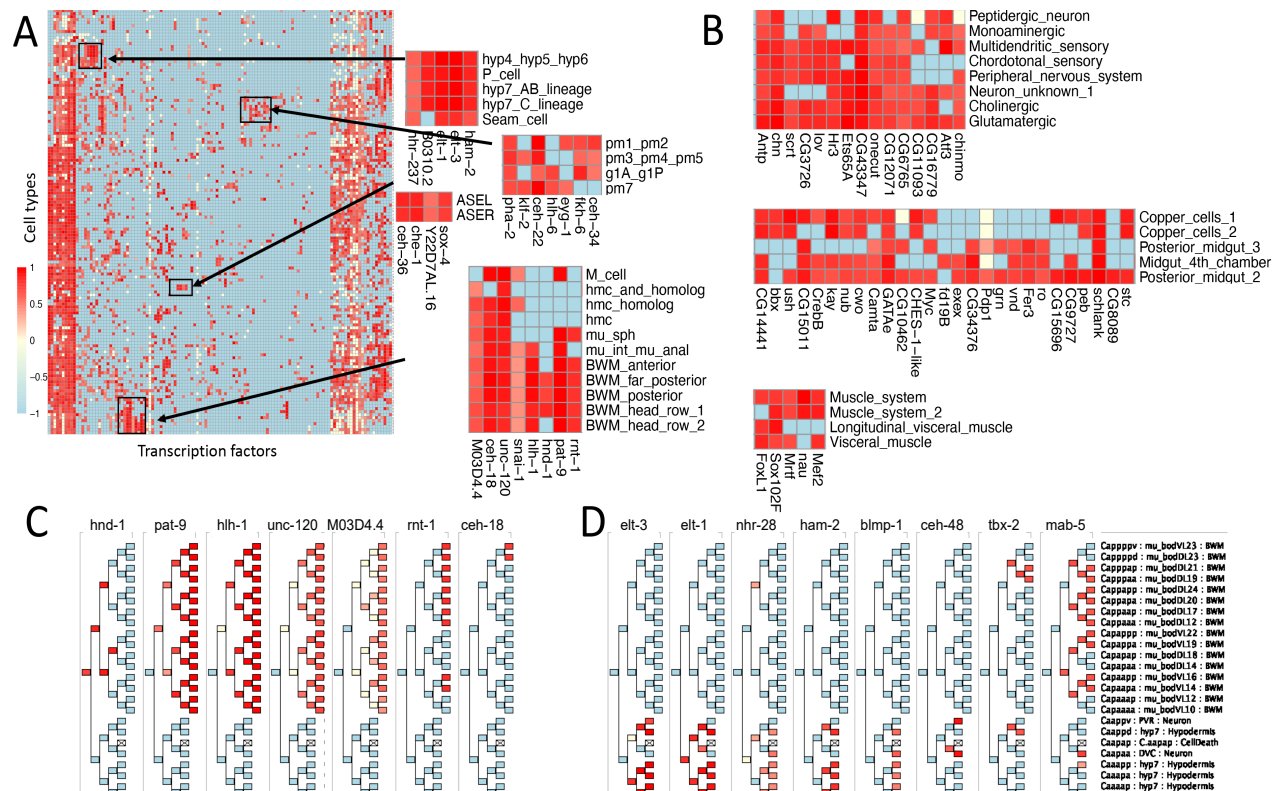 A
Cell types
1
0.5
0
−0.5
−1
Transcription factors
hyp4_hyp5_hyp6
P_cell
hyp7_AB_lineage
hyp7_C_lineage
Seam_cell
nhr−237
B0310.2
elt−1
elt−3
ham−2
pm1_pm2
pm3_pm4_pm5
g1A_g1P
pm7
pha−2
klf−2
ceh−22
hlh−6
eyg−1
fkh−6
ceh−34
ASEL
ASER
ceh−36
che−1
Y22D7AL.16
sox−4
M_cell
hmc_and_homolog
hmc_homolog
hmc
mu_sph
mu_int_mu_anal
BWM_anterior
BWM_far_posterior
BWM_posterior
BWM_head_row_1
BWM_head_row_2
M03D4.4
ceh−18
unc−120
snai−1
hlh−1
hnd−1
pat−9
rnt−1
B
Peptidergic_neuron
Monoaminergic
Multidendritic_sensory
Chordotonal_sensory
Peripheral_nervous_system
Neuron_unknown_1
Cholinergic
Glutamatergic
Antp
chn
scrt
CG3726
lov
Hr3
Ets65A
CG43347
onecut
CG12071
CG6765
CG11093
CG16779
Atf3
chinmo
Copper_cells_1
Copper_cells_2
Posterior_midgut_3
Midgut_4th_chamber
Posterior_midgut_2
CG14441
bbx
ush
CG15011
CrebB
kay
nub
cwo
Camta
GATAe
CG10462
CHES−1−like
Myc
fd19B
exex
CG34376
Pdp1
grn
vnd
Fer3
ro
CG15696
CG9727
peb
schlank
CG8089
stc
Muscle_system
Muscle_system_2
Longitudinal_visceral_muscle
Visceral_muscle
FoxL1
Sox102F
Mrtf
nau
Mef2
C
hnd-1 pat-9 hlh-1 unc-120 M03D4.4 rnt-1 ceh-18
D
elt-3 elt-1 nhr-28 ham-2 blmp-1 ceh-48 tbx-2 mab-5
Cappppv : mu_bodVL23 : BWM
Cappppd : mu_bodDL23 : BWM
Capppap : mu_bodDL21 : BWM
Capppaa : mu_bodDL19 : BWM
Cappapp : mu_bodDL24 : BWM
Cappapa : mu_bodDL20 : BWM
Cappaap : mu_bodDL17 : BWM
Cappaaa : mu_bodDL12 : BWM
Capappp : mu_bodVL22 : BWM
Capappa : mu_bodVL19 : BWM
Capapap : mu_bodDL18 : BWM
Capapaa : mu_bodDL14 : BWM
Capaapp : mu_bodVL16 : BWM
Capaapa : mu_bodVL14 : BWM
Capaaap : mu_bodVL12 : BWM
Capaaaa : mu_bodVL10 : BWM
Caappv : PVR : Neuron
Caappd : hyp7 : Hypodermis
Caapap : C.aapap : CellDeath
Caapaa : DVC : Neuron
Caaapp : hyp7 : Hypodermis
Caaapa : hyp7 : Hypodermis
Caaaap : hyp7 : Hypodermis